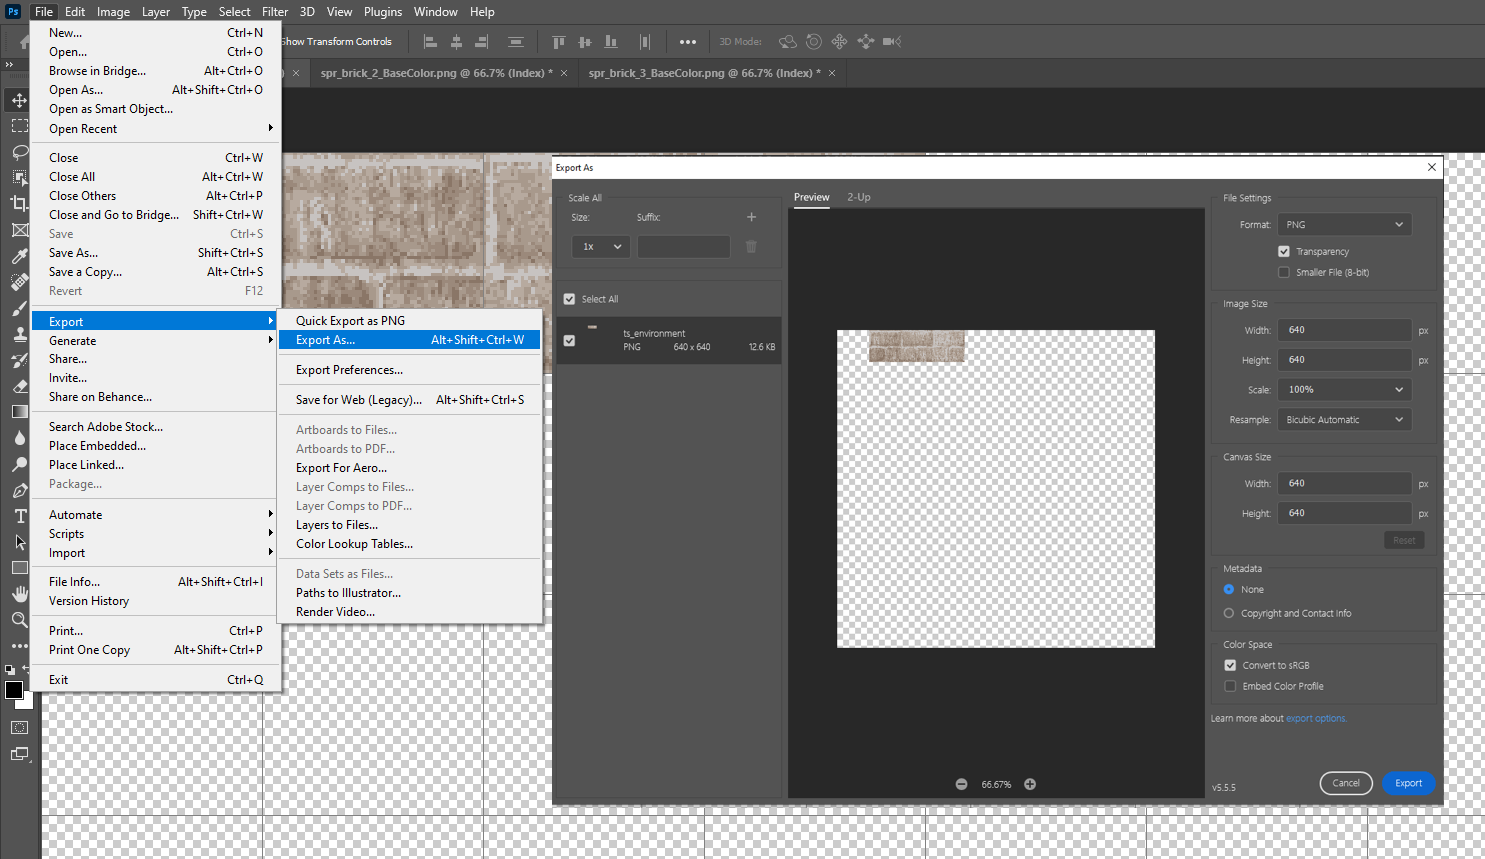 Ps File Edit Image Layer Type Select Filter 3D View Plugins Window Help
Show Transform Controls
3D Mode:
spr_brick_2_BaseColor.png @ 66.7% (Index) * ×
spr_brick_3_BaseColor.png @ 66.7% (Index) * ×
New... Ctrl+N
Open... Ctrl+O
Browse in Bridge... Alt+Ctrl+O
Open As... Alt+Shift+Ctrl+O
Open as Smart Object...
Open Recent
Close Ctrl+W
Close All Alt+Ctrl+W
Close Others Alt+Ctrl+P
Close and Go to Bridge... Shift+Ctrl+W
Save Ctrl+S
Save As... Shift+Ctrl+S
Save a Copy... Alt+Ctrl+S
Revert F12
Export
Generate
Share...
Invite...
Share on Behance...
Search Adobe Stock...
Place Embedded...
Place Linked...
Package...
Automate
Scripts
Import
File Info... Alt+Shift+Ctrl+I
Version History
Print... Ctrl+P
Print One Copy Alt+Shift+Ctrl+P
Exit Ctrl+Q
Quick Export as PNG
Export As... Alt+Shift+Ctrl+W
Export Preferences...
Save for Web (Legacy)... Alt+Shift+Ctrl+S
Artboards to Files...
Artboards to PDF...
Export For Aero...
Layer Comps to Files...
Layer Comps to PDF...
Layers to Files...
Color Lookup Tables...
Data Sets as Files...
Paths to Illustrator...
Render Video...
Export As
Scale All
Size: Suffix:
1x
Select All
ts_environment
PNG 640 x 640 12.6 KB
Preview 2-Up
66.67%
File Settings
Format: PNG
Transparency
Smaller File (8-bit)
Image Size
Width: 640 px
Height: 640 px
Scale: 100%
Resample: Bicubic Automatic
Canvas Size
Width: 640 px
Height: 640 px
Reset
Metadata
None
Copyright and Contact Info
Color Space
Convert to sRGB
Embed Color Profile
Learn more about export options.
v5.5.5
Cancel Export